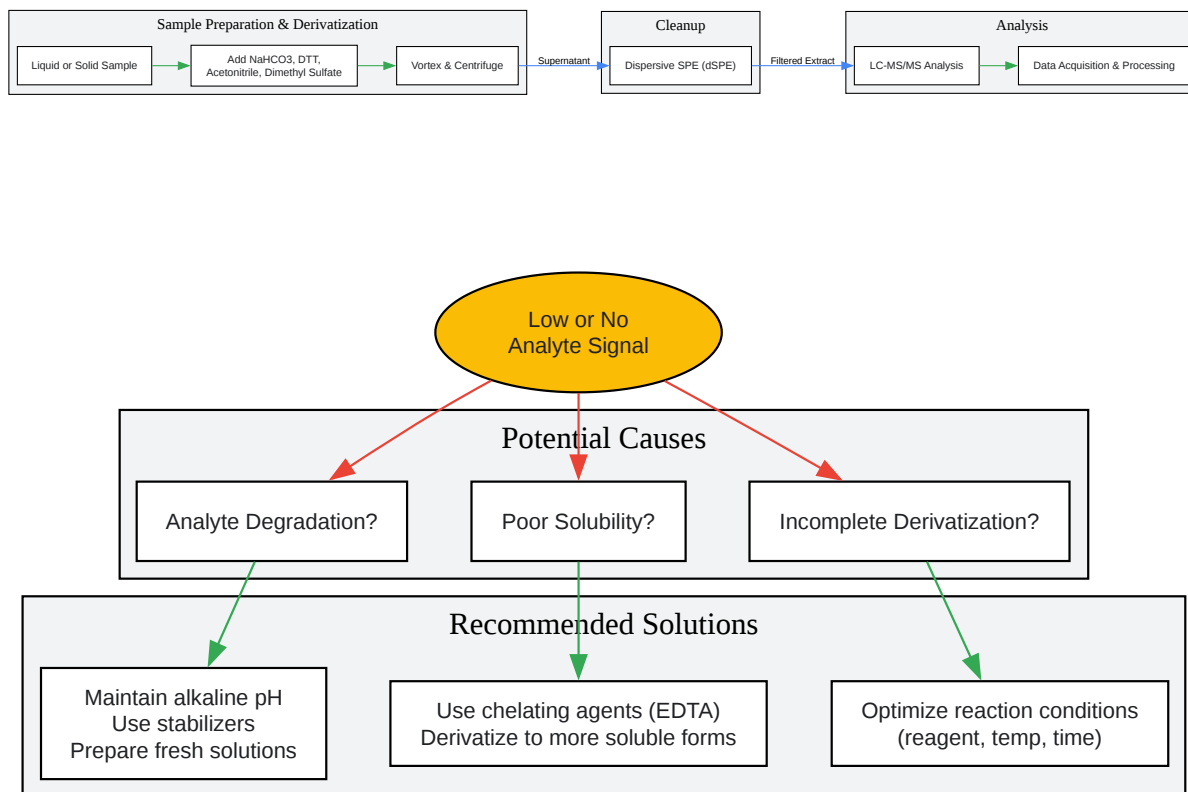 Sample Preparation & Derivatization
Cleanup
Analysis
Liquid or Solid Sample
Add NaHCO3, DTT,
Acetonitrile, Dimethyl Sulfate
Vortex & Centrifuge
Supernatant
Dispersive SPE (dSPE)
Filtered Extract
LC-MS/MS Analysis
Data Acquisition & Processing
Low or No
Analyte Signal
Potential Causes
Analyte Degradation?
Poor Solubility?
Incomplete Derivatization?
Recommended Solutions
Maintain alkaline pH
Use stabilizers
Prepare fresh solutions
Use chelating agents (EDTA)
Derivatize to more soluble forms
Optimize reaction conditions
(reagent, temp, time)